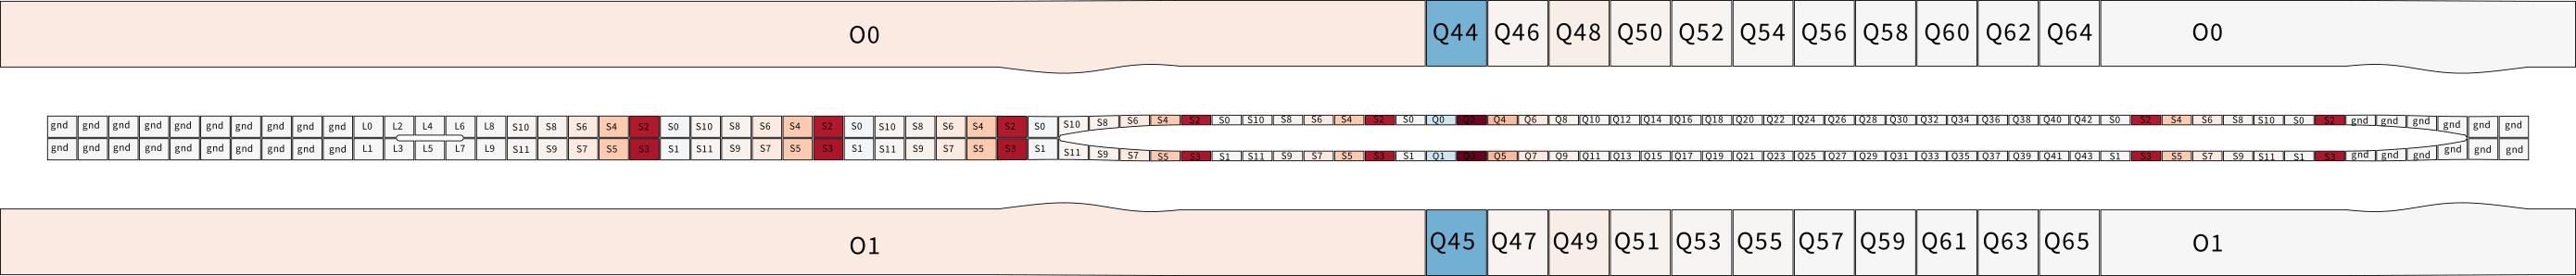 O0 Q44 Q46 Q48 Q50 Q52 Q54 Q56 Q58 Q60 Q62 Q64 O0
gnd gnd gnd gnd gnd gnd gnd gnd gnd gnd L0 L2 L4 L6 L8 S10 S8 S6 S4 S2 S0 S10 S8 S6 S4 S2 S0 S10 S8 S6 S4 S2 S0 S10 S8 S6 S4 S2 S0 S10 S8 S6 S4 S2 S0 Q0 Q2 Q4 Q6 Q8 Q10 Q12 Q14 Q16 Q18 Q20 Q22 Q24 Q26 Q28 Q30 Q32 Q34 Q36 Q38 Q40 Q42 S0 S2 S4 S6 S8 S10 S0 S2 gnd gnd gnd gnd gnd gnd
gnd gnd gnd gnd gnd gnd gnd gnd gnd gnd L1 L3 L5 L7 L9 S11 S9 S7 S5 S3 S1 S11 S9 S7 S5 S3 S1 S11 S9 S7 S5 S3 S1 S11 S9 S7 S5 S3 S1 S11 S9 S7 S5 S3 S1 Q1 Q3 Q5 Q7 Q9 Q11 Q13 Q15 Q17 Q19 Q21 Q23 Q25 Q27 Q29 Q31 Q33 Q35 Q37 Q39 Q41 Q43 S1 S3 S5 S7 S9 S11 S1 S3 gnd gnd gnd gnd gnd gnd
O1 Q45 Q47 Q49 Q51 Q53 Q55 Q57 Q59 Q61 Q63 Q65 O1